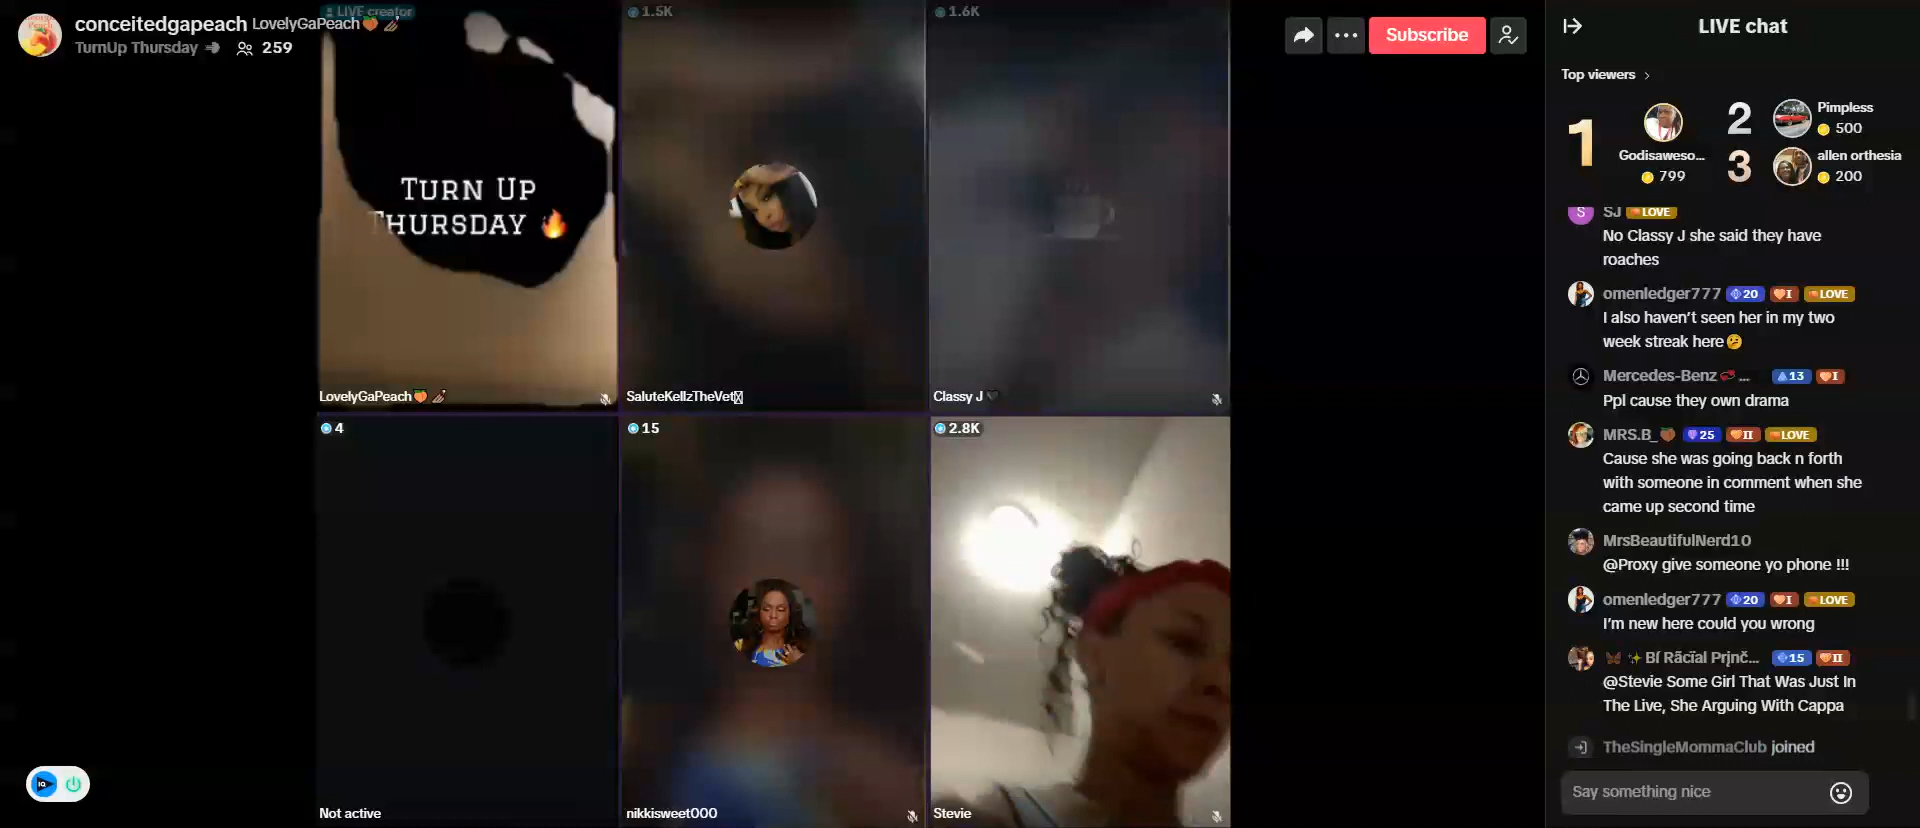 conceitedgapeach LovelyGaPeach🍑💅🏾
TurnUp Thursday 259
LIVE creator
1.5K
1.6K
Subscribe
TURN UP
THURSDAY 🔥
LovelyGaPeach🍑💅🏾
SaluteKellzTheVet
Classy J 🖤
4
15
2.8K
Not active
nikkisweet000
Stevie
LIVE chat
Top viewers >
1
Godisaweso...
799
2
Pimpless
500
3
allen orthesia
200
S SJ LOVE
No Classy J she said they have
roaches
omenledger777 20 I LOVE
I also haven't seen her in my two
week streak here🤔
Mercedes-Benz ... 13 I
Ppl cause they own drama
MRS.B_🍑 25 II LOVE
Cause she was going back n forth
with someone in comment when she
came up second time
MrsBeautifulNerd10
@Proxy give someone yo phone !!!
omenledger777 20 I LOVE
I'm new here could you wrong
🦋 ✨Bí Rãcïal Prįnč... 15 II
@Stevie Some Girl That Was Just In
The Live, She Arguing With Cappa
TheSingleMommaClub joined
Say something nice